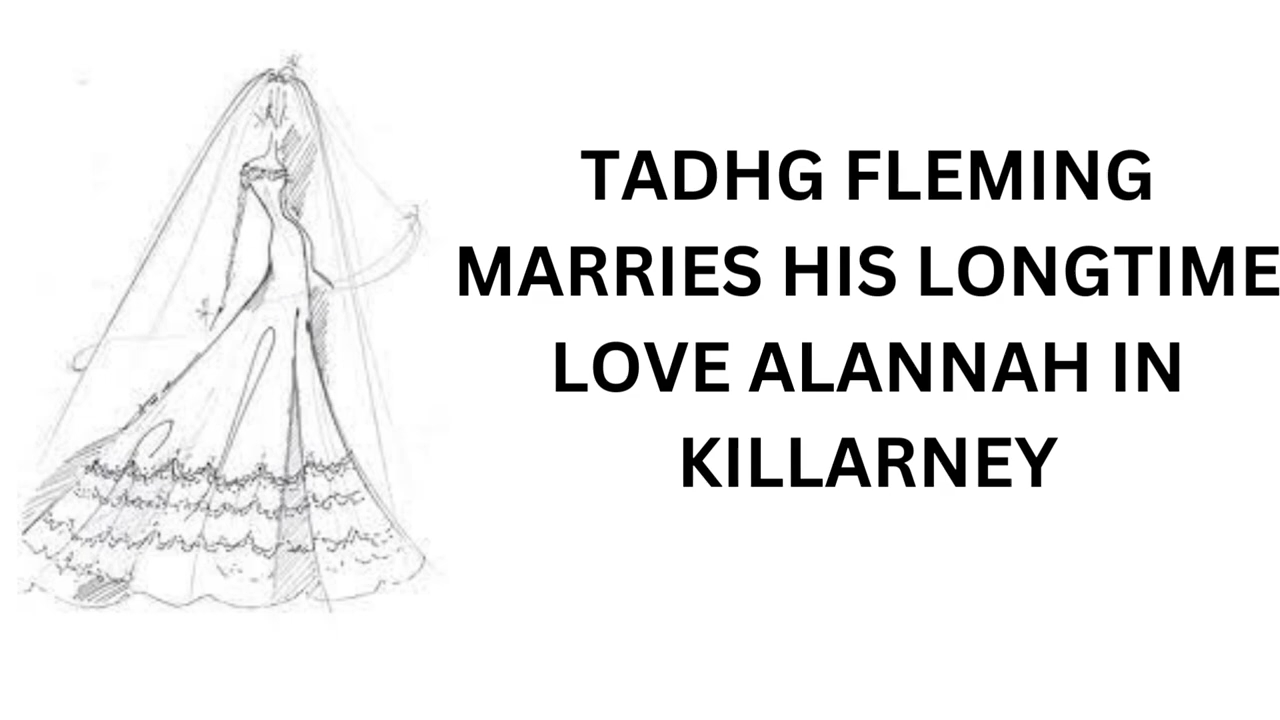 TADHG FLEMING
MARRIES HIS LONGTIME
LOVE ALANNAH IN
KILLARNEY